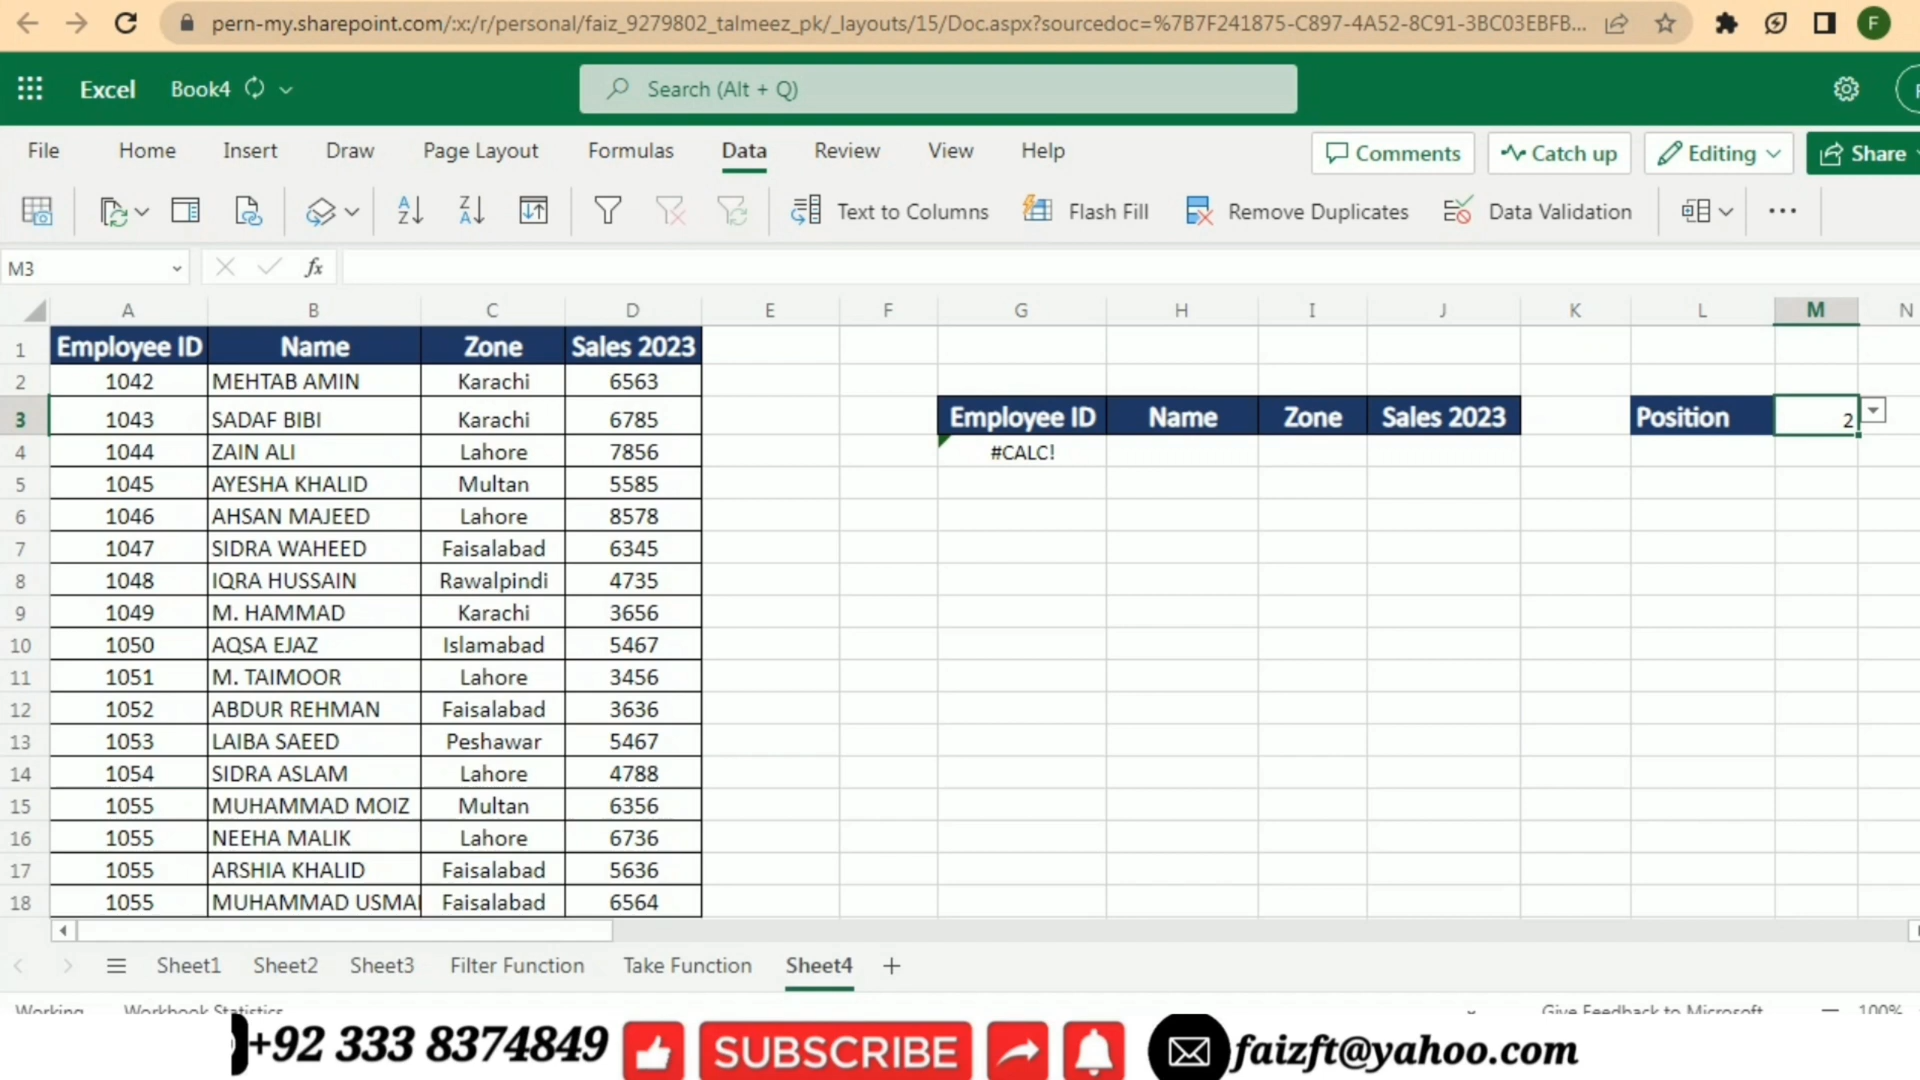 pern-my.sharepoint.com/:x:/r/personal/faiz_9279802_talmeez_pk/_layouts/15/Doc.aspx?sourcedoc=%7B7F241875-C897-4A52-8C91-3BC03EBFB...
F
Excel Book4 Search (Alt + Q)
File Home Insert Draw Page Layout Formulas Data Review View Help Comments Catch up Editing Share
Text to Columns Flash Fill Remove Duplicates Data Validation
M3 fx
A B C D E F G H I J K L M N
1 Employee ID Name Zone Sales 2023
2 1042 MEHTAB AMIN Karachi 6563
3 1043 SADAF BIBI Karachi 6785 Employee ID Name Zone Sales 2023 Position 2
4 1044 ZAIN ALI Lahore 7856 #CALC!
5 1045 AYESHA KHALID Multan 5585
6 1046 AHSAN MAJEED Lahore 8578
7 1047 SIDRA WAHEED Faisalabad 6345
8 1048 IQRA HUSSAIN Rawalpindi 4735
9 1049 M. HAMMAD Karachi 3656
10 1050 AQSA EJAZ Islamabad 5467
11 1051 M. TAIMOOR Lahore 3456
12 1052 ABDUR REHMAN Faisalabad 3636
13 1053 LAIBA SAEED Peshawar 5467
14 1054 SIDRA ASLAM Lahore 4788
15 1055 MUHAMMAD MOIZ Multan 6356
16 1055 NEEHA MALIK Lahore 6736
17 1055 ARSHIA KHALID Faisalabad 5636
18 1055 MUHAMMAD USMA Faisalabad 6564
Sheet1 Sheet2 Sheet3 Filter Function Take Function Sheet4
Working Workbook Statistics Give Feedback to Microsoft 100%
+92 333 8374849 SUBSCRIBE faizft@yahoo.com